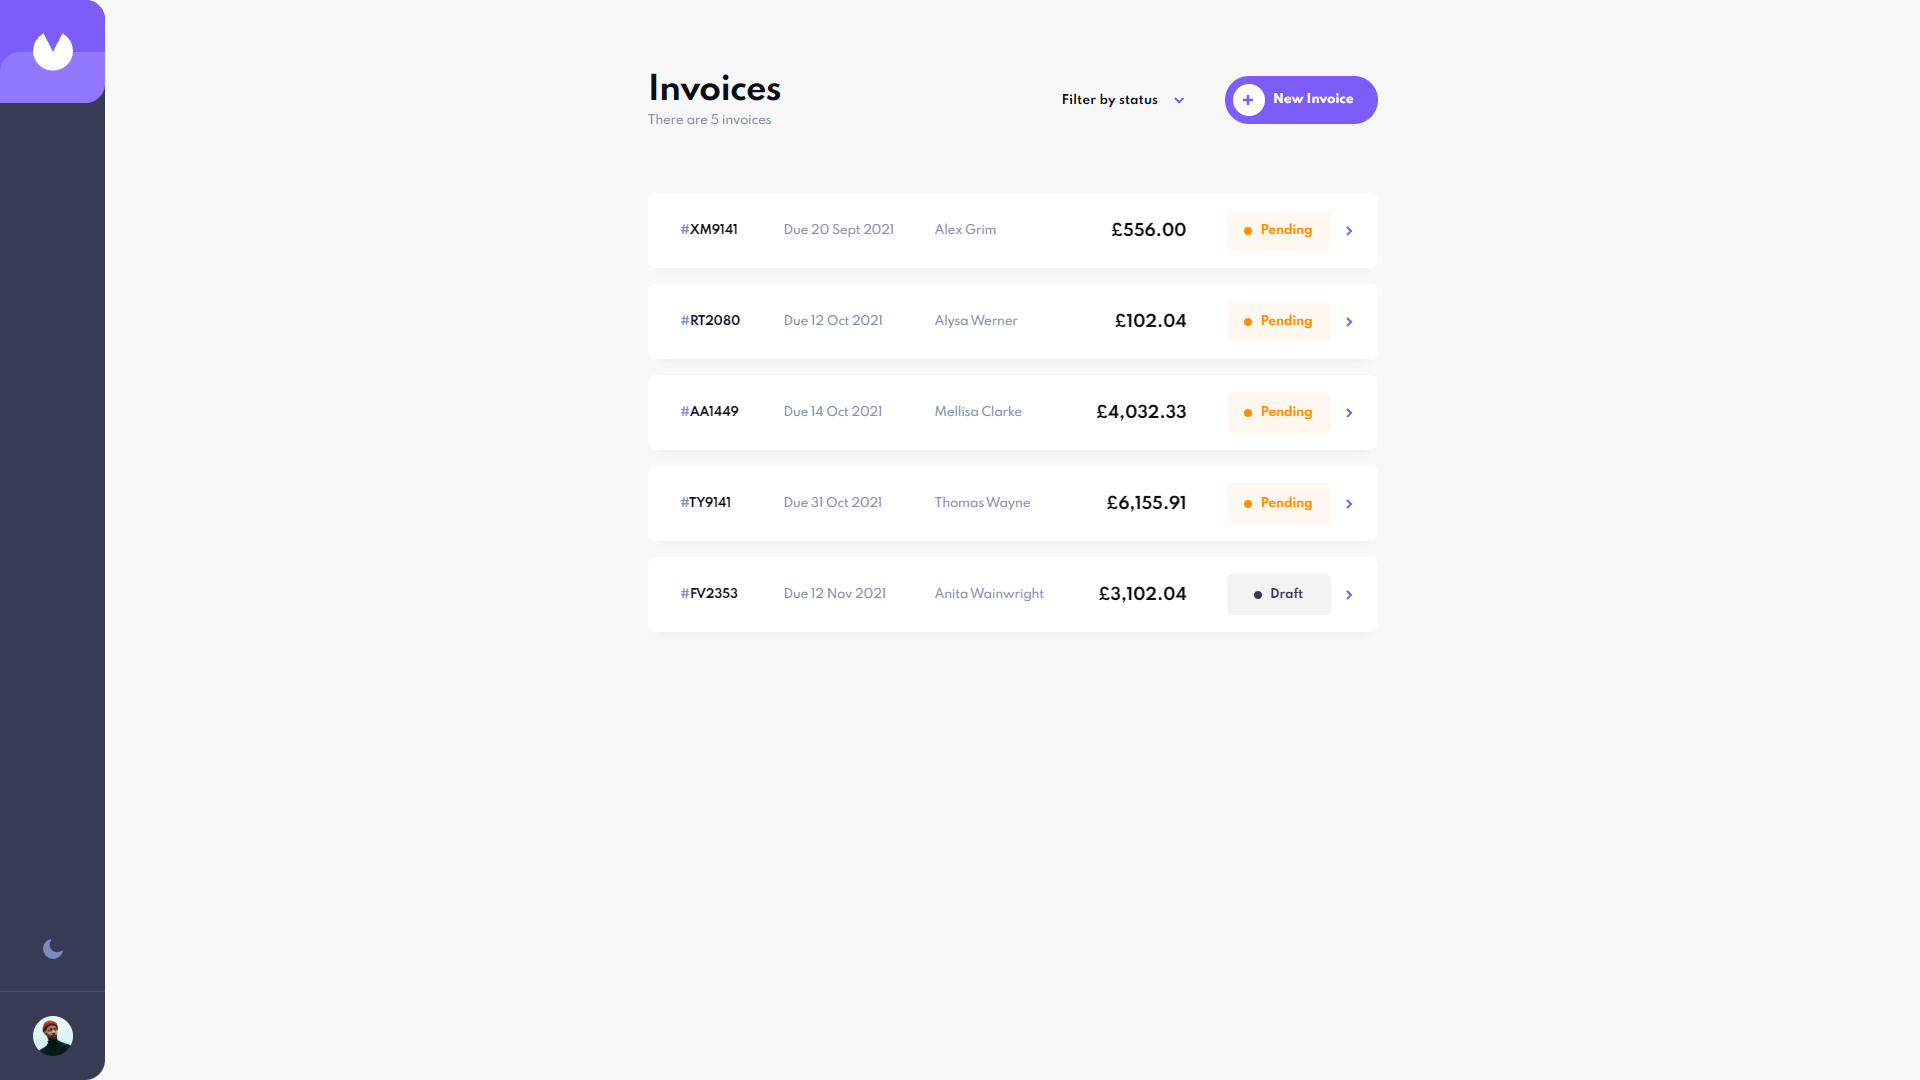 Invoices
There are 5 invoices
Filter by status
New Invoice
#XM9141 Due 20 Sept 2021 Alex Grim £556.00 Pending
#RT2080 Due 12 Oct 2021 Alysa Werner £102.04 Pending
#AA1449 Due 14 Oct 2021 Mellisa Clarke £4,032.33 Pending
#TY9141 Due 31 Oct 2021 Thomas Wayne £6,155.91 Pending
#FV2353 Due 12 Nov 2021 Anita Wainwright £3,102.04 Draft